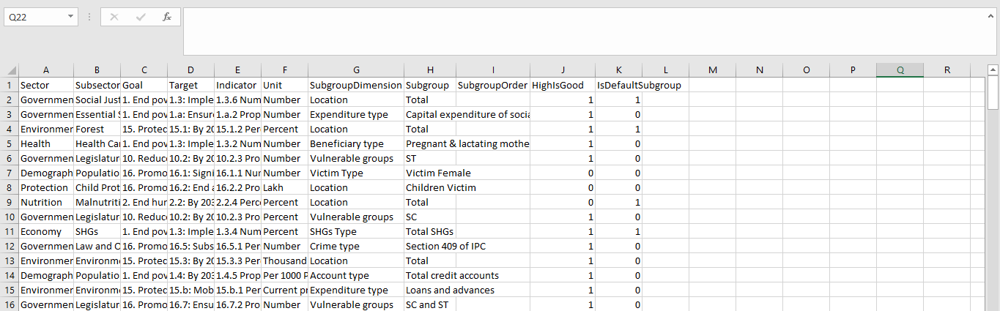 Q22 fx
A B C D E F G H I J K L M N O P Q R
1 Sector Subsector Goal Target Indicator Unit SubgroupDimension Subgroup SubgroupOrder HighIsGood IsDefaultSubgroup
2 Governmen Social Just 1. End pov 1.3: Imple 1.3.6 Num Number Location Total 1 1
3 Governmen Essential S 1. End pov 1.a: Ensure 1.a.2 Prop Number Expenditure type Capital expenditure of socia 1 0
4 Environmer Forest 15. Protec 15.1: By 20 15.1.2 Per Percent Location Total 1 1
5 Health Health Car 1. End pov 1.3: Imple 1.3.2 Num Number Beneficiary type Pregnant & lactating mothe 1 0
6 Governmen Legislatur 10. Reduce 10.2: By 20 10.2.3 Pro Number Vulnerable groups ST 1 0
7 Demograph Populatio 16. Promo 16.1: Signi 16.1.1 Nur Number Victim Type Victim Female 0 0
8 Protection Child Prot 16. Promo 16.2: End a 16.2.2 Pro Lakh Location Children Victim 0 0
9 Nutrition Malnutriti 2. End hur 2.2: By 203 2.2.4 Perc Percent Location Total 0 1
10 Governmen Legislatur 10. Reduce 10.2: By 20 10.2.3 Pro Percent Vulnerable groups SC 1 0
11 Economy SHGs 1. End pov 1.3: Imple 1.3.4 Num Percent SHGs Type Total SHGs 1 1
12 Governmen Law and O 16. Promo 16.5: Subs 16.5.1 Per Number Crime type Section 409 of IPC 1 0
13 Environmer Environme 15. Protec 15.3: By 20 15.3.3 Per Thousand Location Total 1 0
14 Demograph Populatio 1. End pov 1.4: By 203 1.4.5 Prop Per 1000 P Account type Total credit accounts 1 0
15 Environmer Environme 15. Protec 15.b: Mob 15.b.1 Per Current pr Expenditure type Loans and advances 1 0
16 Governmen Legislatur 16. Promo 16.7: Ensu 16.7.2 Pro Number Vulnerable groups SC and ST 1 0